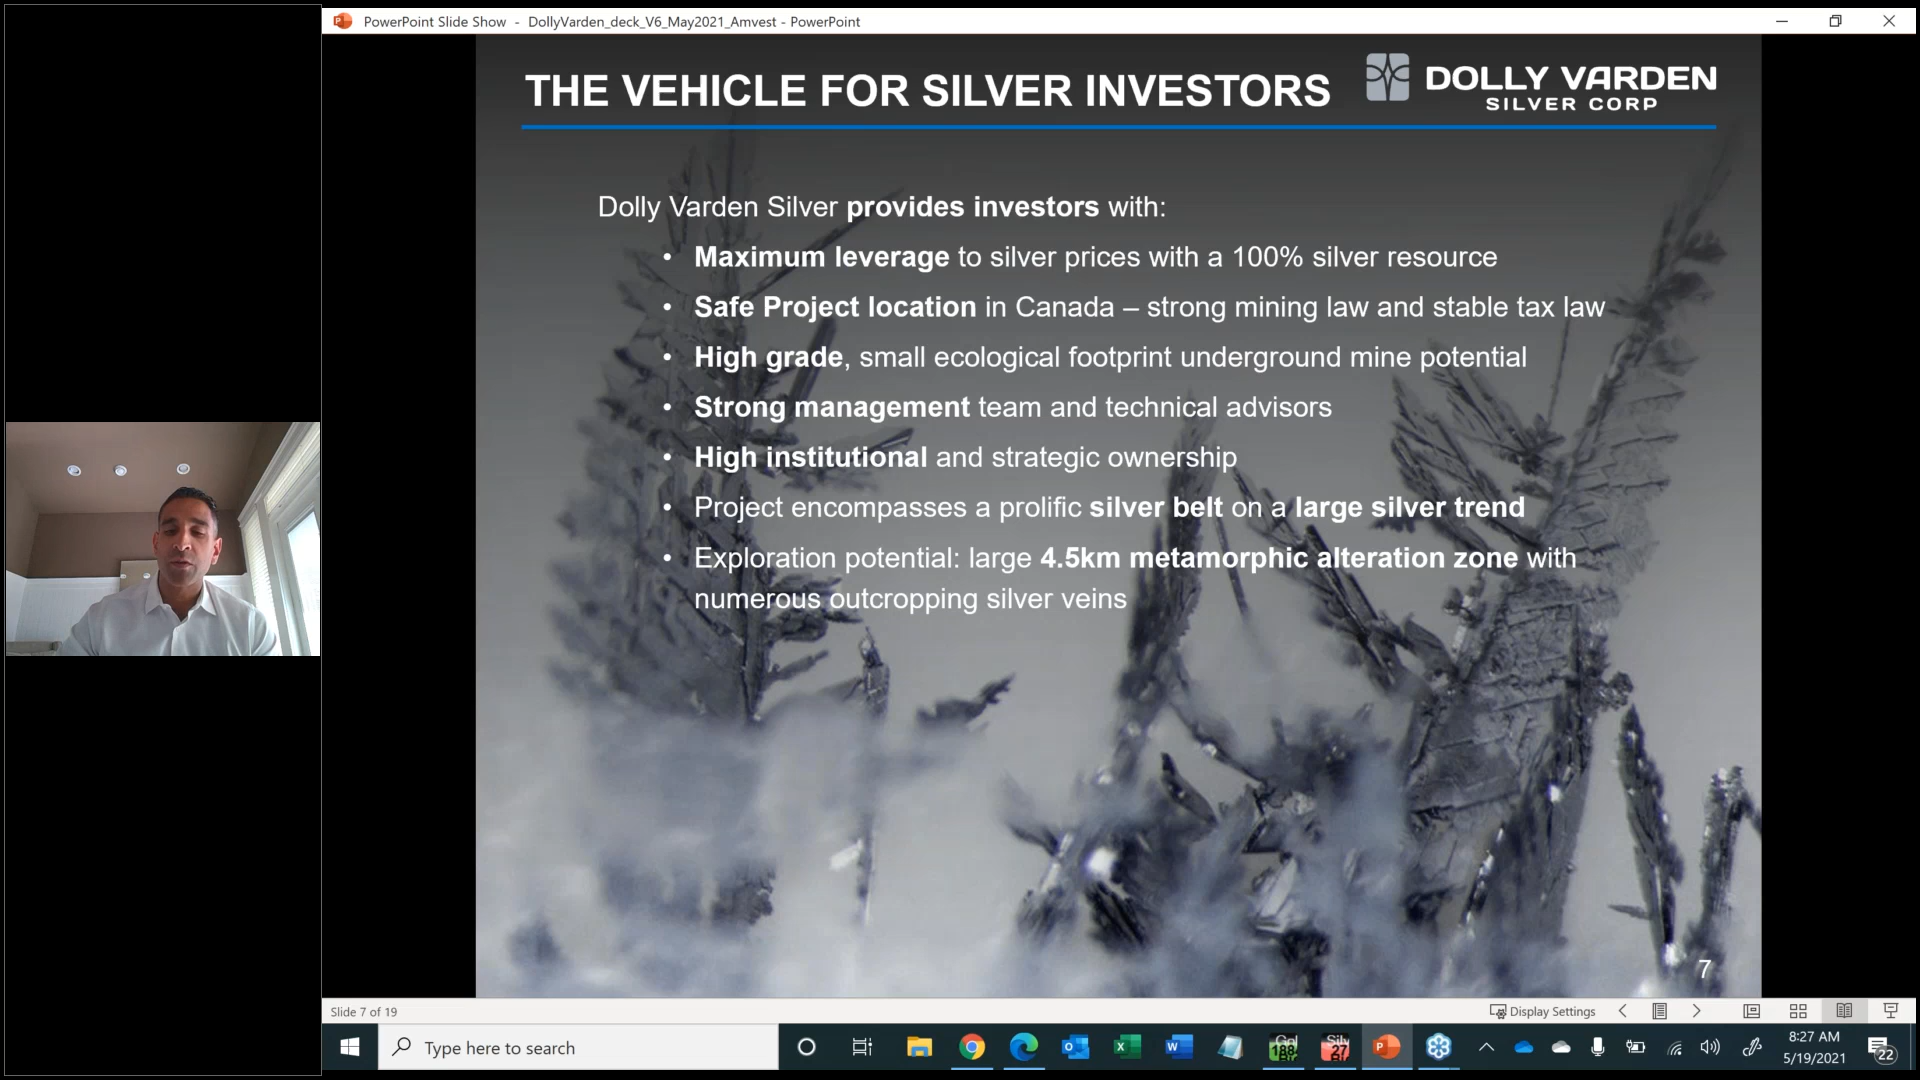 PowerPoint Slide Show - DollyVarden_deck_V6_May2021_Amvest - PowerPoint
THE VEHICLE FOR SILVER INVESTORS
DOLLY VARDEN
SILVER CORP
Dolly Varden Silver provides investors with:
• Maximum leverage to silver prices with a 100% silver resource
• Safe Project location in Canada – strong mining law and stable tax law
• High grade, small ecological footprint underground mine potential
• Strong management team and technical advisors
• High institutional and strategic ownership
• Project encompasses a prolific silver belt on a large silver trend
• Exploration potential: large 4.5km metamorphic alteration zone with
numerous outcropping silver veins
7
Slide 7 of 19
Display Settings
Type here to search
8:27 AM
5/19/2021
22